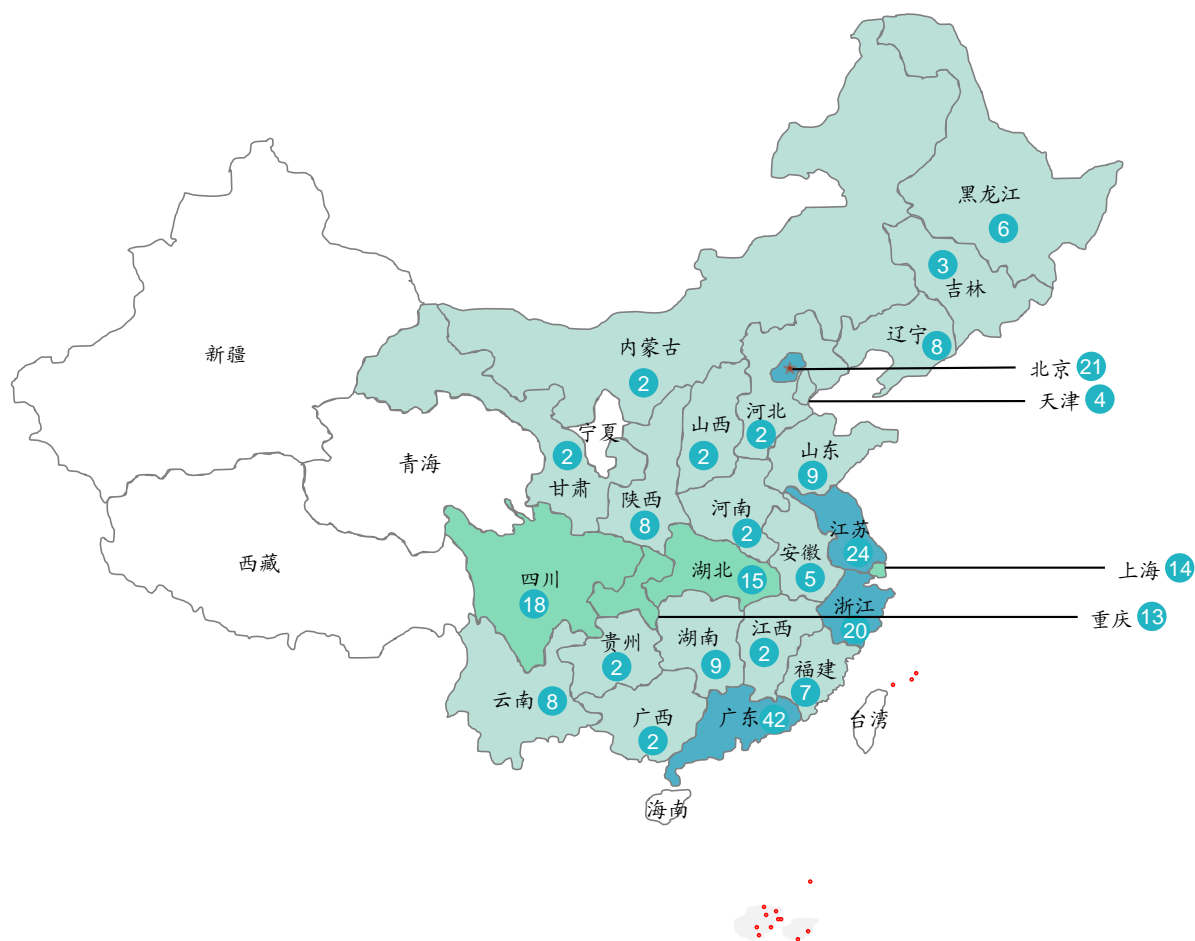 黑龙江
6
3
吉林
辽宁
8
内蒙古
2
新疆
北京 21
天津 4
宁夏
山西
2
河北
2
山东
9
青海
2
甘肃
陕西
8
河南
2
江苏
24
安徽
5
西藏
四川
18
湖北 15
上海 14
浙江
20
重庆 13
贵州
2
湖南
9
江西
2
福建
7
云南 8
广西
2
广东 42
台湾
海南